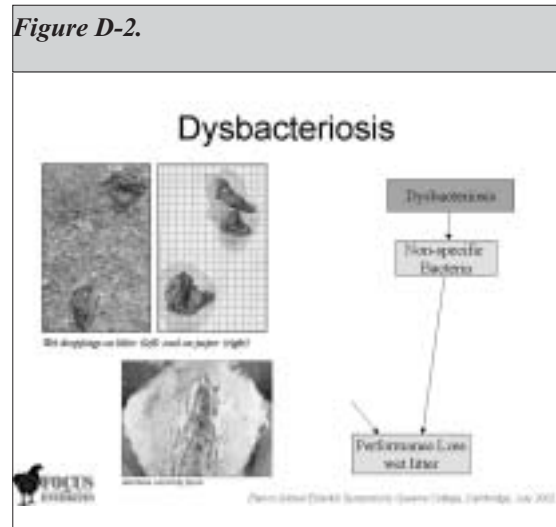 Figure D-2.
Dysbacteriosis
Dysbacteriosis
Non-specific
Bacteria
Wet droppings on litter (left) and on paper (right)
Performance Loss
wet litter
FOCUS